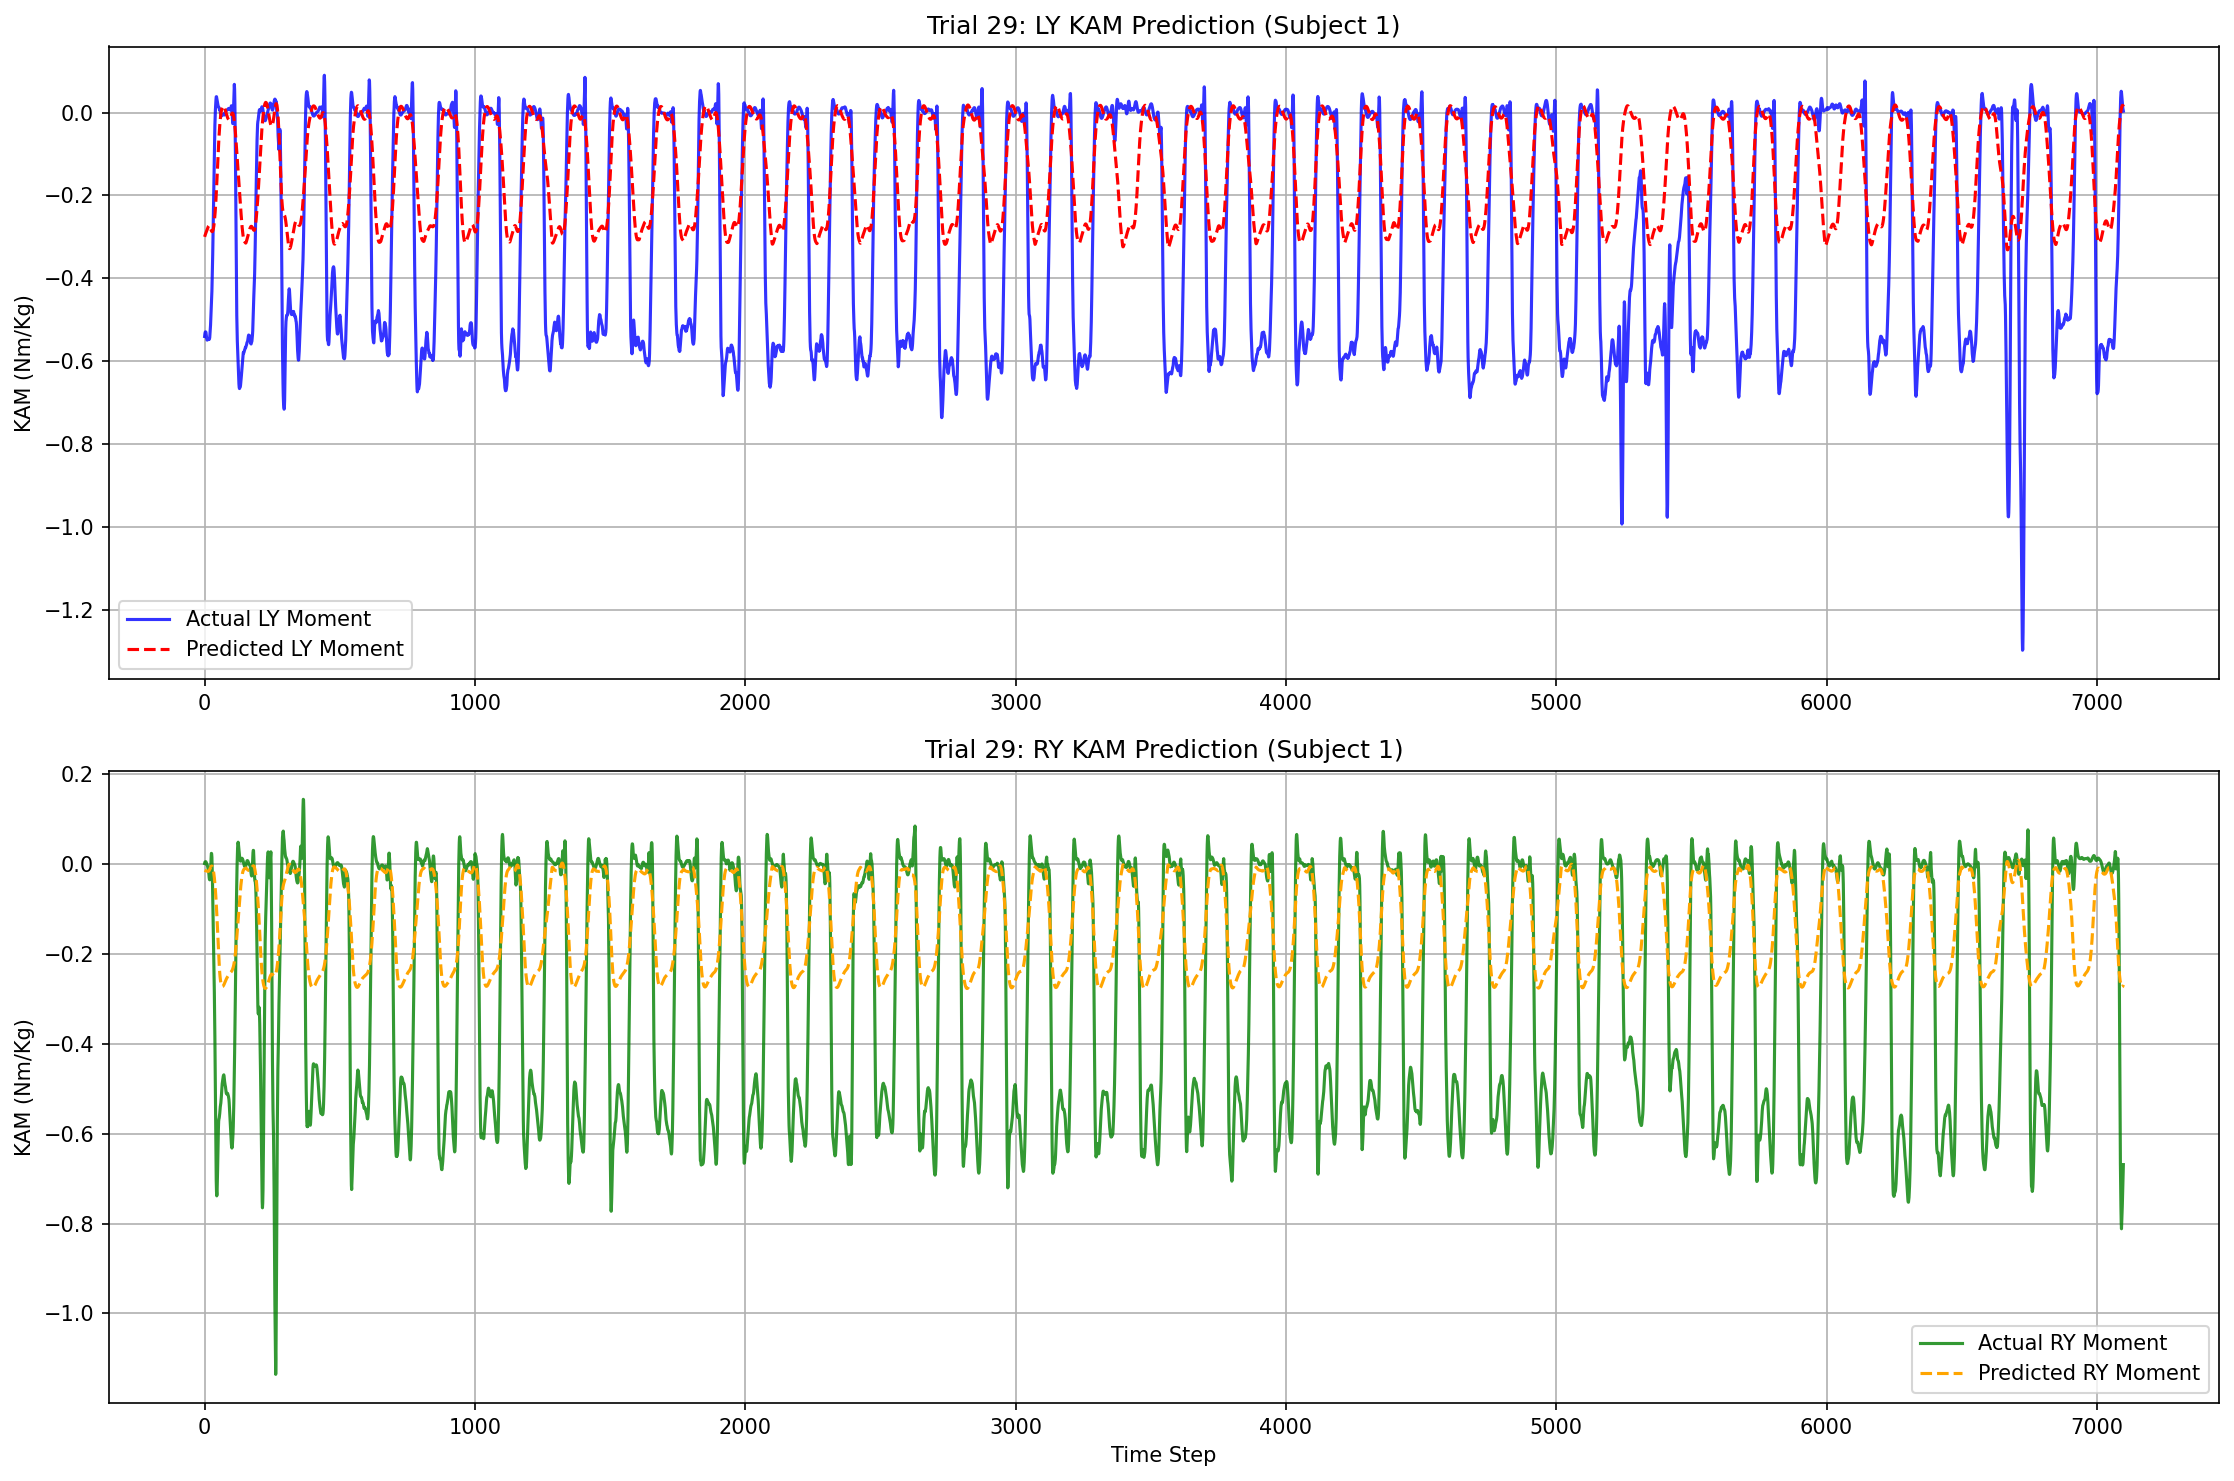 Trial 29: LY KAM Prediction (Subject 1)
KAM (Nm/Kg)
0.0
−0.2
−0.4
−0.6
−0.8
−1.0
−1.2
Actual LY Moment
Predicted LY Moment
0 1000 2000 3000 4000 5000 6000 7000
Trial 29: RY KAM Prediction (Subject 1)
KAM (Nm/Kg)
0.2
0.0
−0.2
−0.4
−0.6
−0.8
−1.0
Actual RY Moment
Predicted RY Moment
0 1000 2000 3000 4000 5000 6000 7000
Time Step